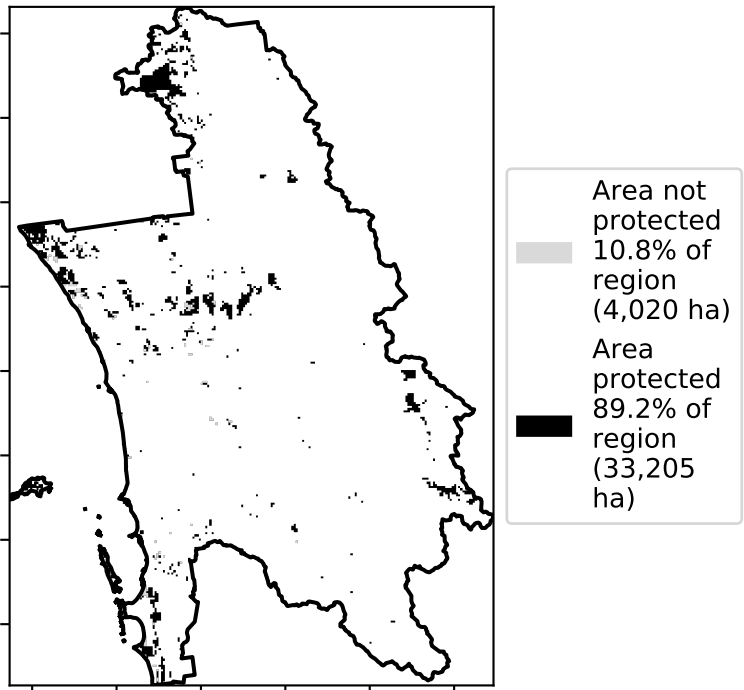 Area not
protected
10.8% of
region
(4,020 ha)
Area
protected
89.2% of
region
(33,205
ha)